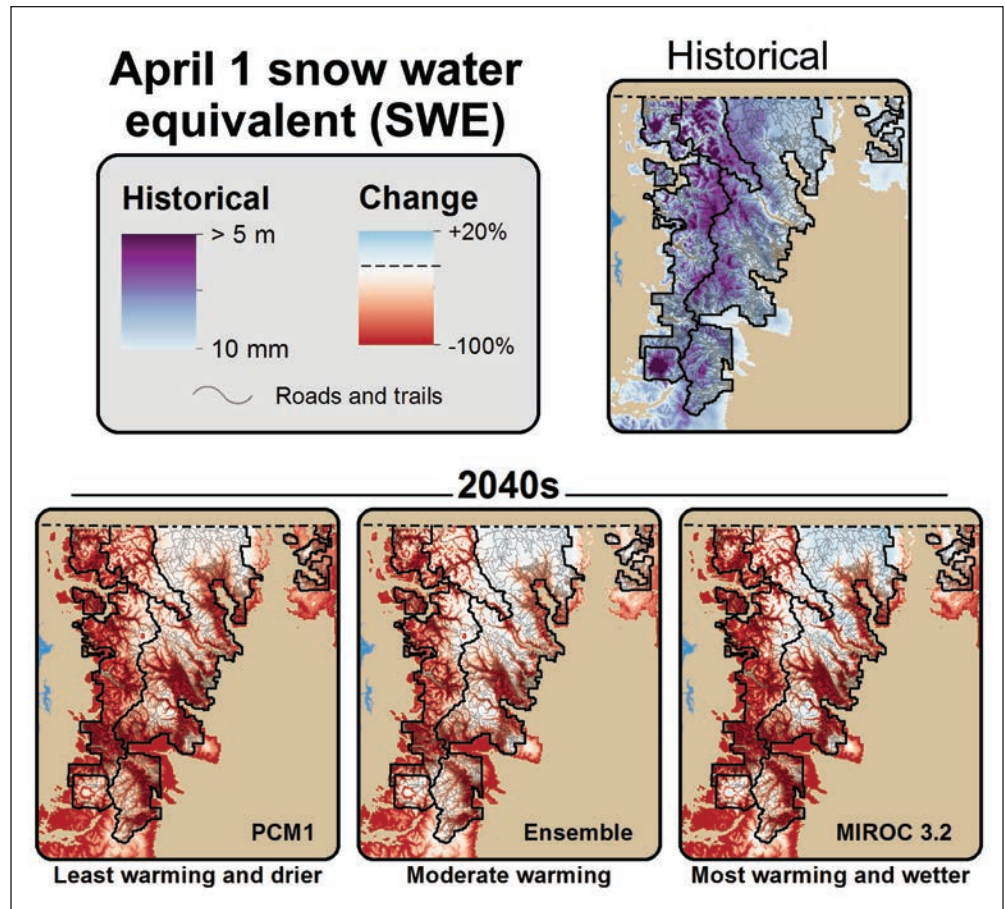 April 1 snow water
equivalent (SWE)
Historical
Historical
Change
> 5 m
10 mm
+20%
-100%
Roads and trails
2040s
PCM1
Ensemble
MIROC 3.2
Least warming and drier
Moderate warming
Most warming and wetter